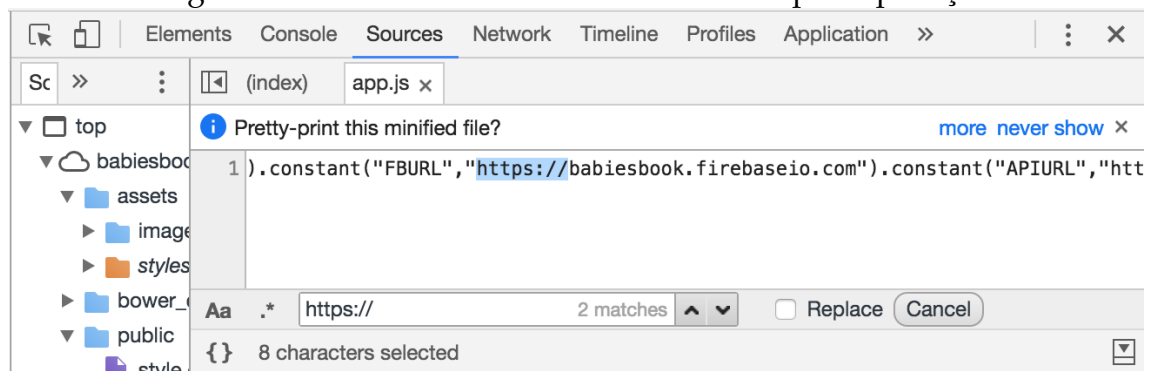 Elements Console Sources Network Timeline Profiles Application »
Sc » (index) app.js ×
top
Pretty-print this minified file? more never show ×
babiesboo
1 ).constant("FBURL","https://babiesbook.firebaseio.com").constant("APIURL","htt
assets
image
styles
bower_
Aa .* https:// 2 matches Replace Cancel
public
{} 8 characters selected
style